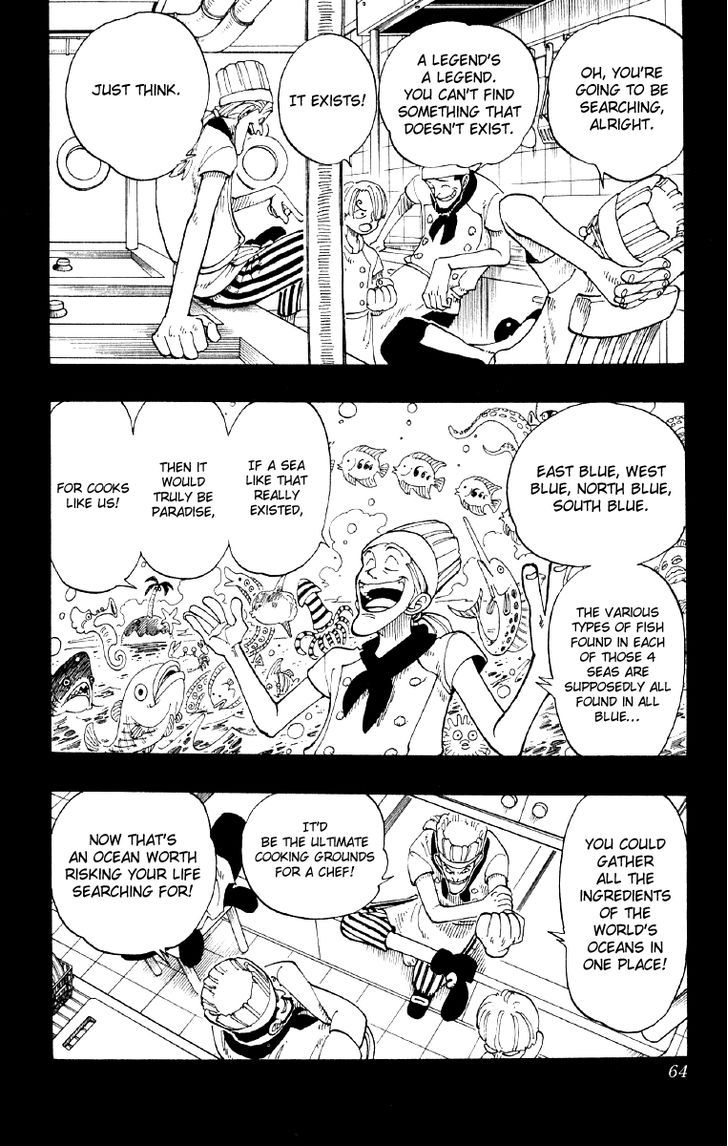 OH, YOU'RE
GOING TO BE
SEARCHING,
ALRIGHT.
A LEGEND'S
A LEGEND.
YOU CAN'T FIND
SOMETHING THAT
DOESN'T EXIST.
IT EXISTS!
JUST THINK.
EAST BLUE, WEST
BLUE, NORTH BLUE,
SOUTH BLUE.
THE VARIOUS
TYPES OF FISH
FOUND IN EACH
OF THOSE 4
SEAS ARE
SUPPOSEDLY ALL
FOUND IN ALL
BLUE...
IF A SEA
LIKE THAT
REALLY
EXISTED,
THEN IT
WOULD
TRULY BE
PARADISE,
FOR COOKS
LIKE US!
YOU COULD
GATHER
ALL THE
INGREDIENTS
OF THE
WORLD'S
OCEANS IN
ONE PLACE!
IT'D
BE THE ULTIMATE
COOKING GROUNDS
FOR A CHEF!
NOW THAT'S
AN OCEAN WORTH
RISKING YOUR LIFE
SEARCHING FOR!
64